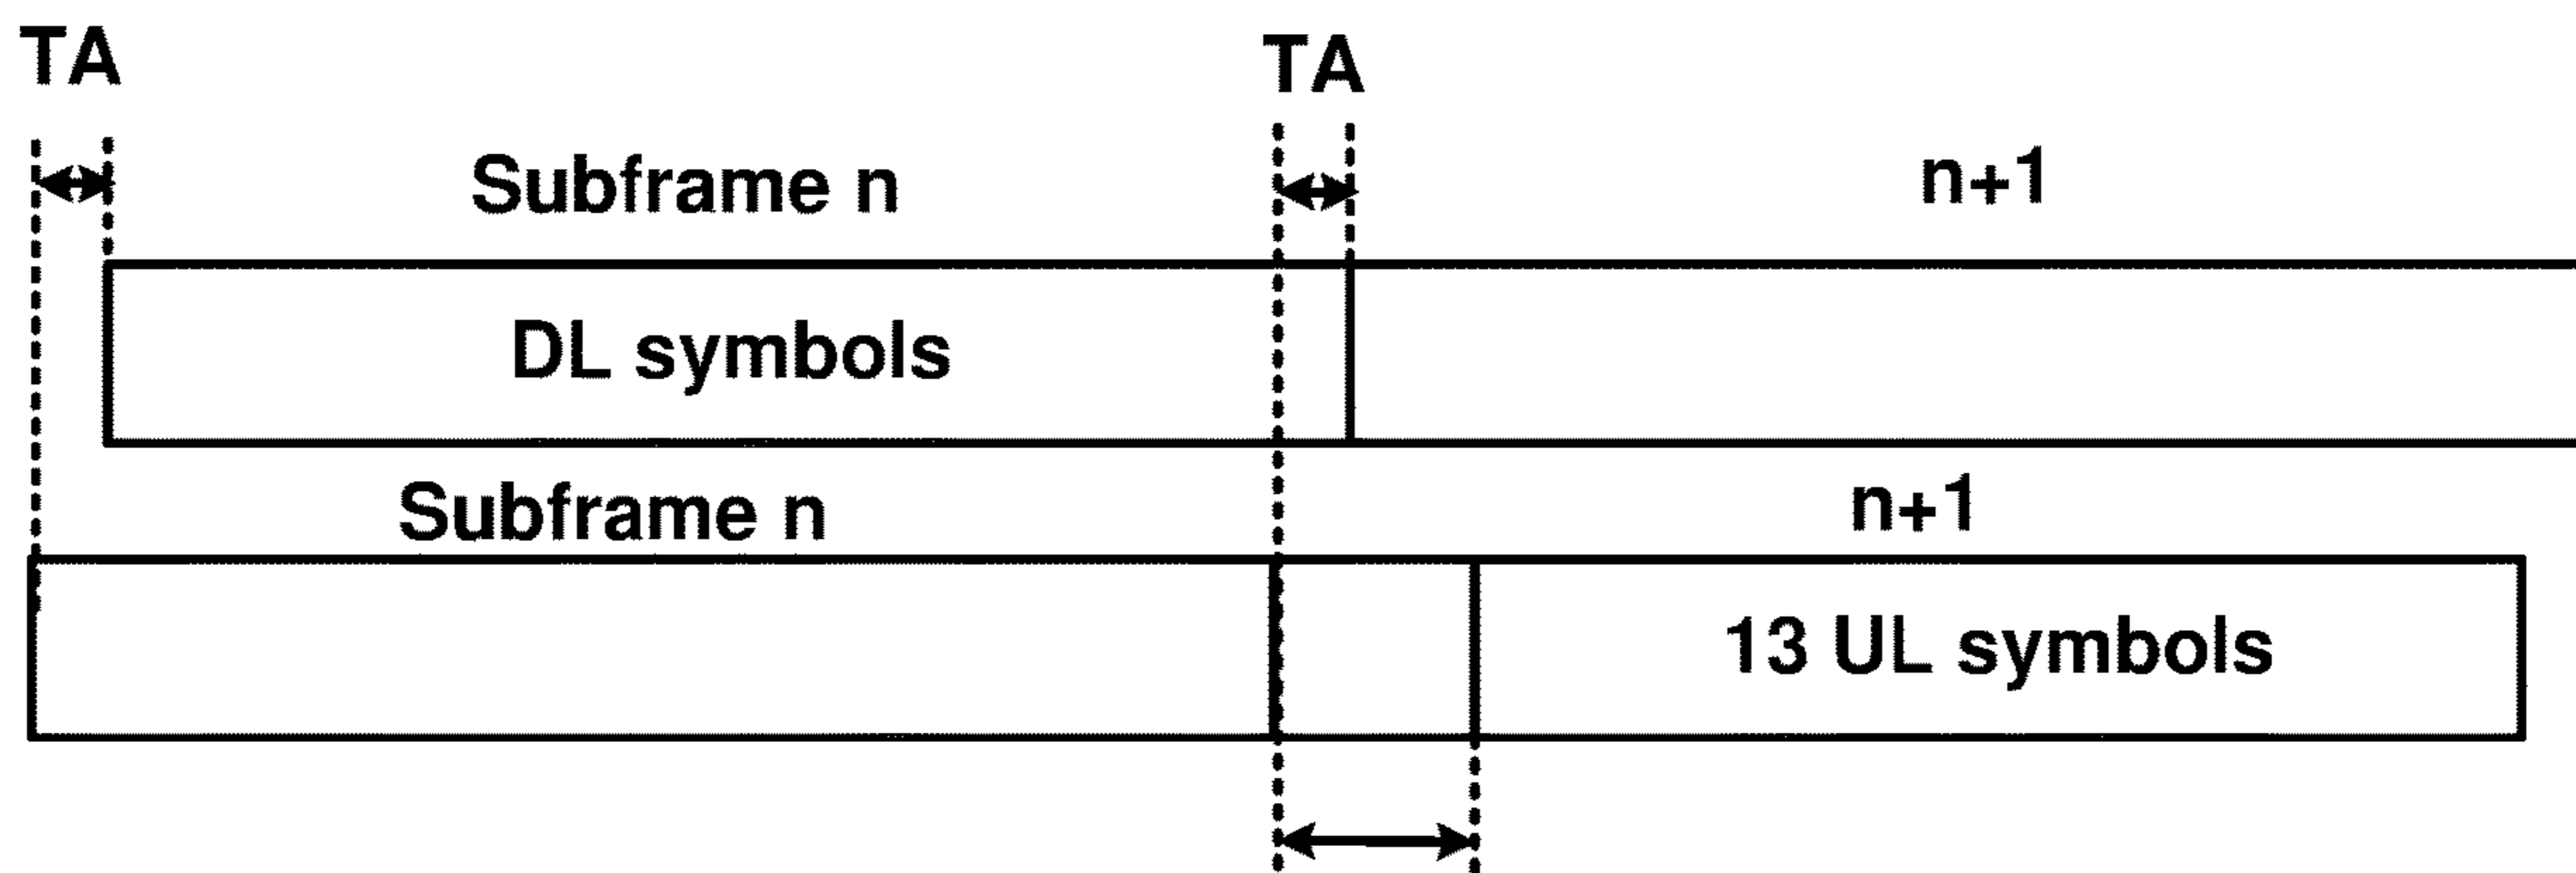 TA TA
Subframe n n+1
DL symbols
Subframe n n+1
13 UL symbols